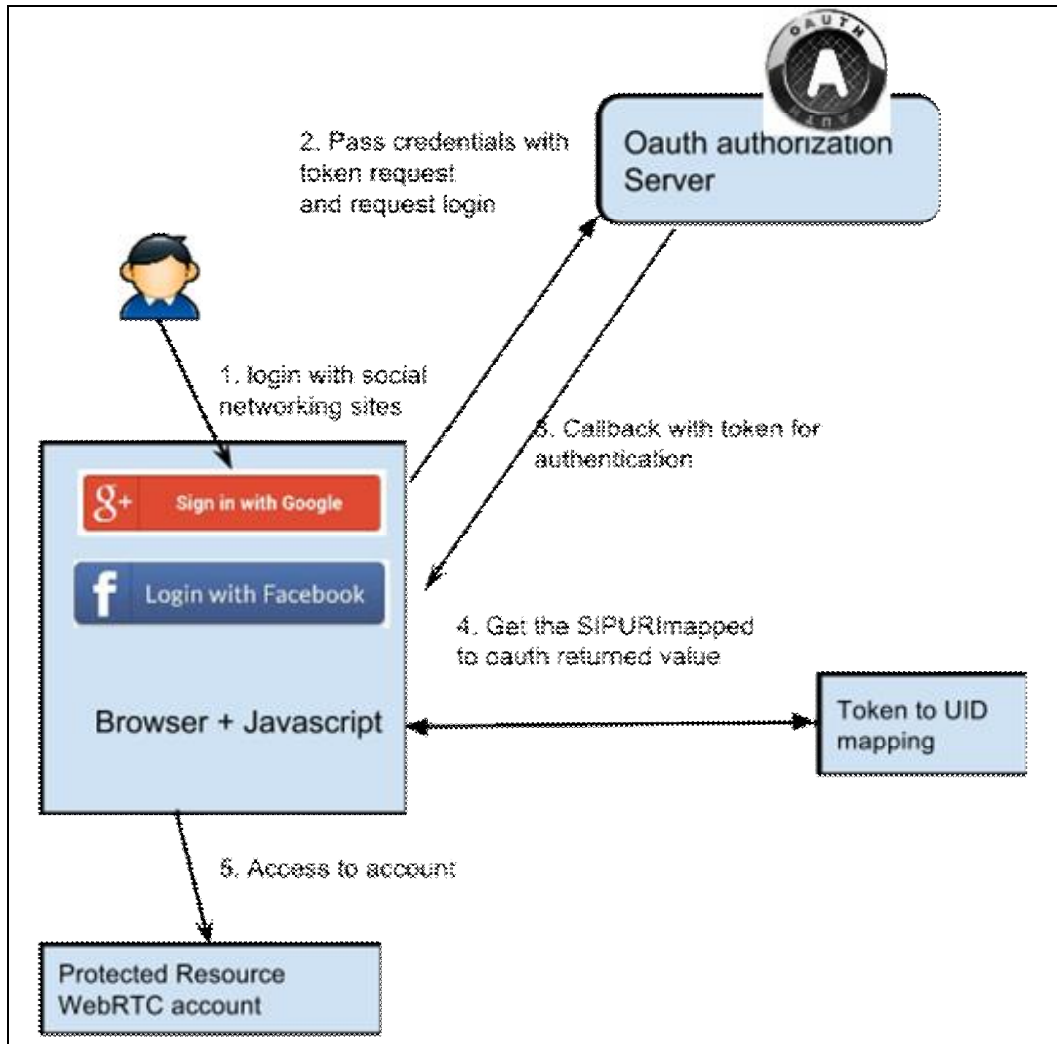 OAUTH
OAUTH
Oauth authorization
Server
2. Pass credentials with
token request
and request login
1. login with social
networking sites
3. Callback with token for
authentication
g+ Sign in with Google
f Login with Facebook
4. Get the SIPURImapped
to oauth returned value
Browser + Javascript
Token to UID
mapping
5. Access to account
Protected Resource
WebRTC account